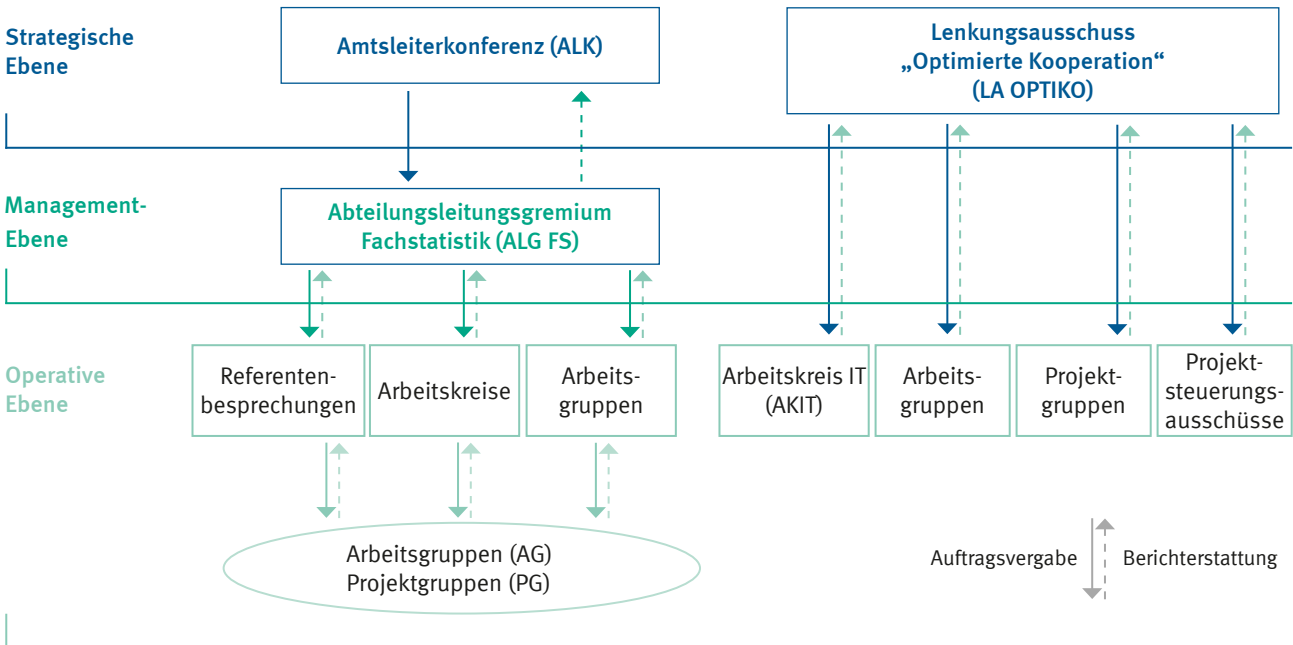 Strategische
Ebene
Amtsleiterkonferenz (ALK)
Lenkungsausschuss
„Optimierte Kooperation“
(LA OPTIKO)
Management-
Ebene
Abteilungsleitungsgremium
Fachstatistik (ALG FS)
Operative
Ebene
Referenten-
besprechungen
Arbeitskreise
Arbeits-
gruppen
Arbeitskreis IT
(AKIT)
Arbeits-
gruppen
Projekt-
gruppen
Projekt-
steuerungs-
ausschüsse
Arbeitsgruppen (AG)
Projektgruppen (PG)
Auftragsvergabe
Berichterstattung